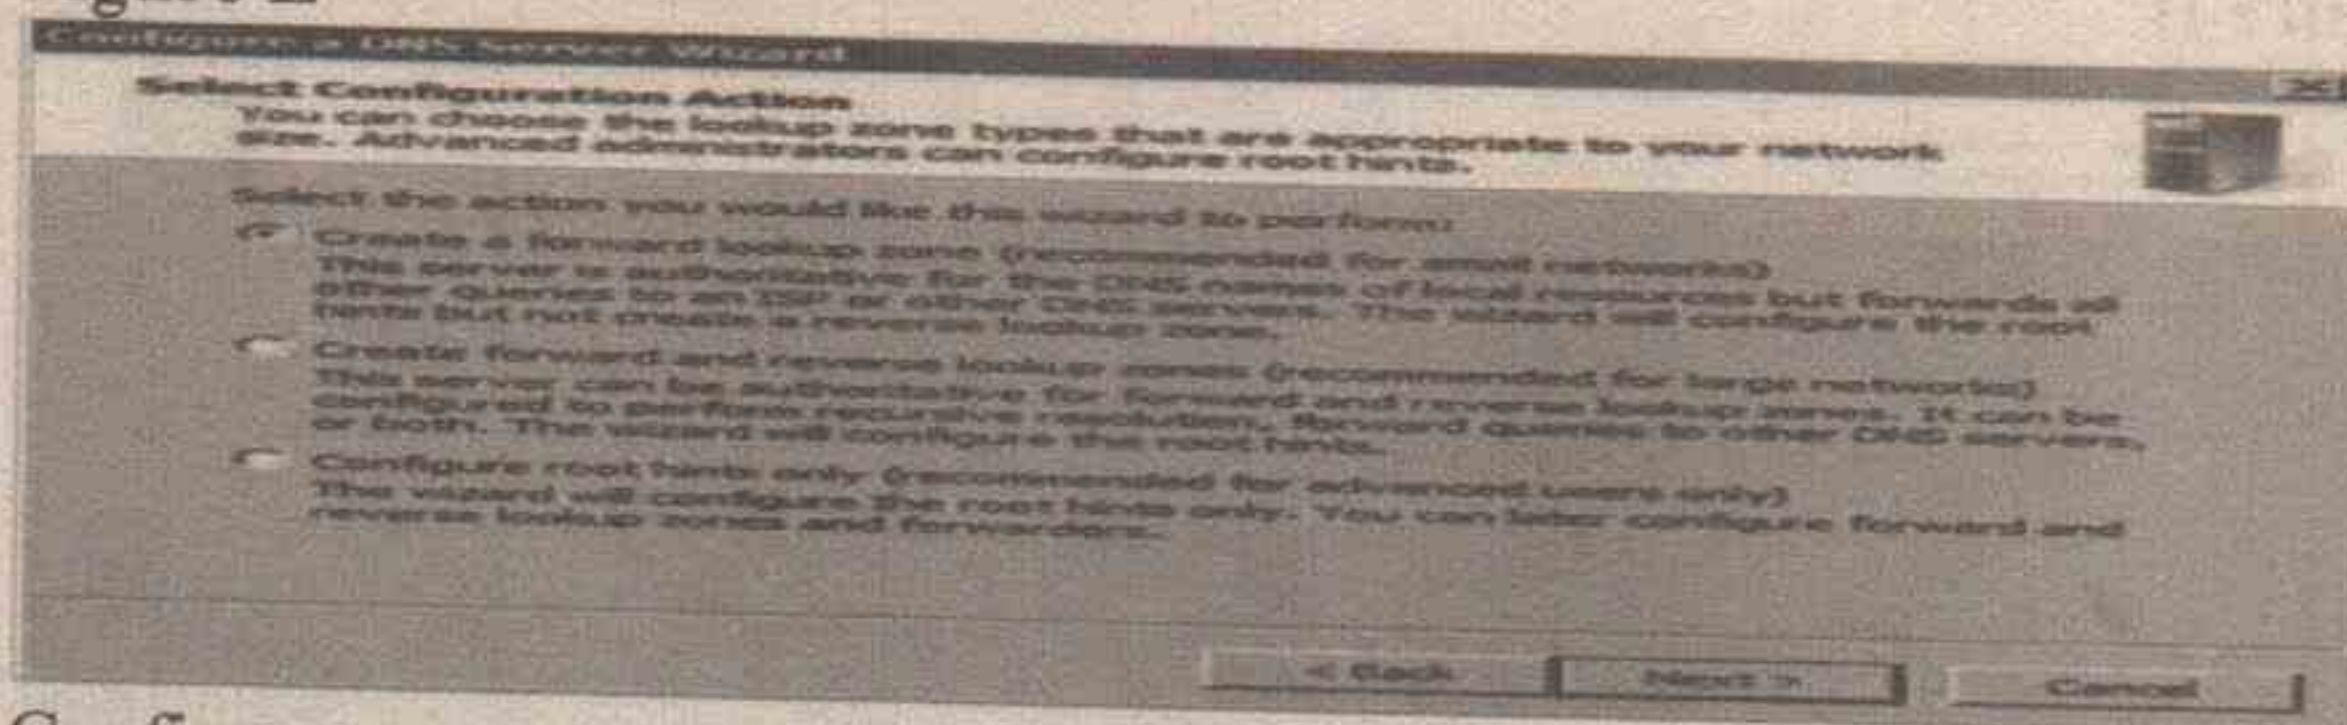 Configure a DNS Server Wizard
Select Configuration Action
You can choose the lookup zone types that are appropriate to your network
size. Advanced administrators can configure root hints.
Select the action you would like this wizard to perform:
Create a forward lookup zone (recommended for small networks)
This server is authoritative for the DNS names of local resources but forwards all
other queries to an ISP or other DNS servers. The wizard will configure the root
hints but not create a reverse lookup zone.
Create forward and reverse lookup zones (recommended for large networks)
This server can be authoritative for forward and reverse lookup zones. It can be
configured to perform recursive resolution, forward queries to other DNS servers,
or both. The wizard will configure the root hints.
Configure root hints only (recommended for advanced users only)
The wizard will configure the root hints only. You can later configure forward and
reverse lookup zones and forwarders.
< Back Next > Cancel